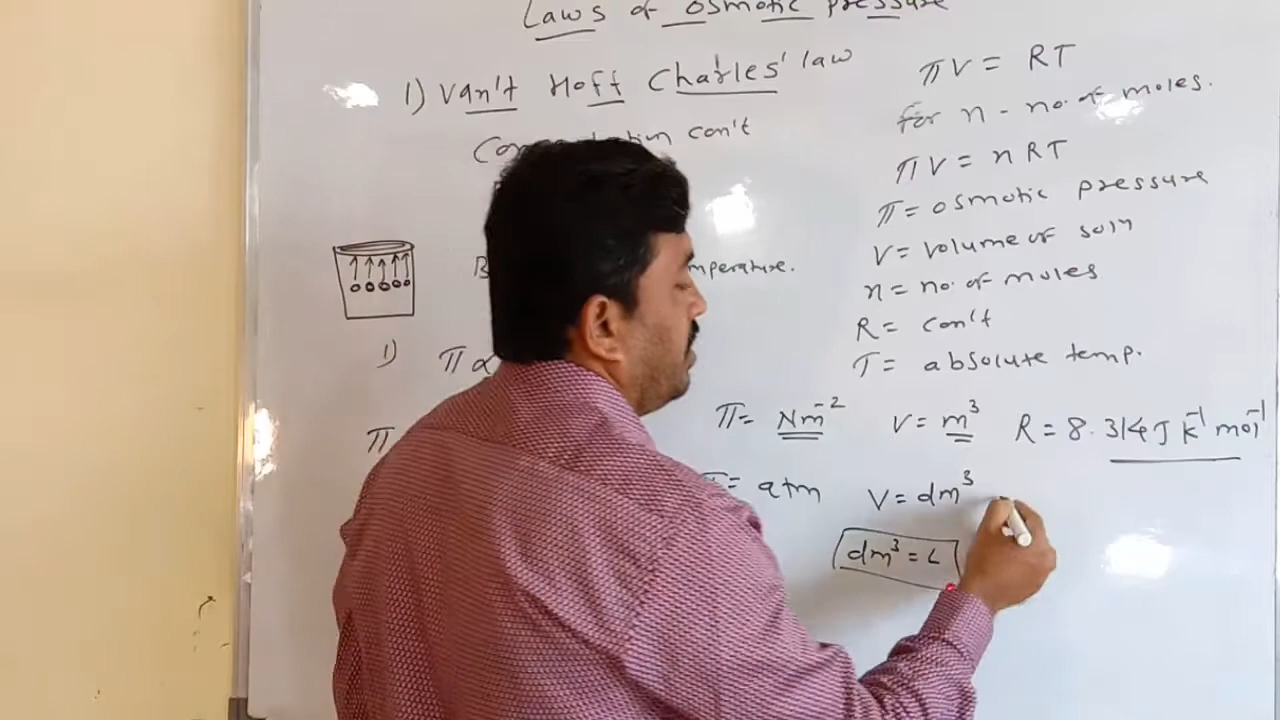 Laws of osmotic pressure
1) Van't Hoff Charles' law
con't
mperature.
1) π ∝
π
πV = RT
for n - no. of moles.
πV = nRT
π = osmotic pressure
V = volume of soln
n = no. of moles
R = con't
T = absolute temp.
π = Nm⁻² V = m³ R = 8.314 J K⁻¹ mol⁻¹
= atm V = dm³
dm³ = L